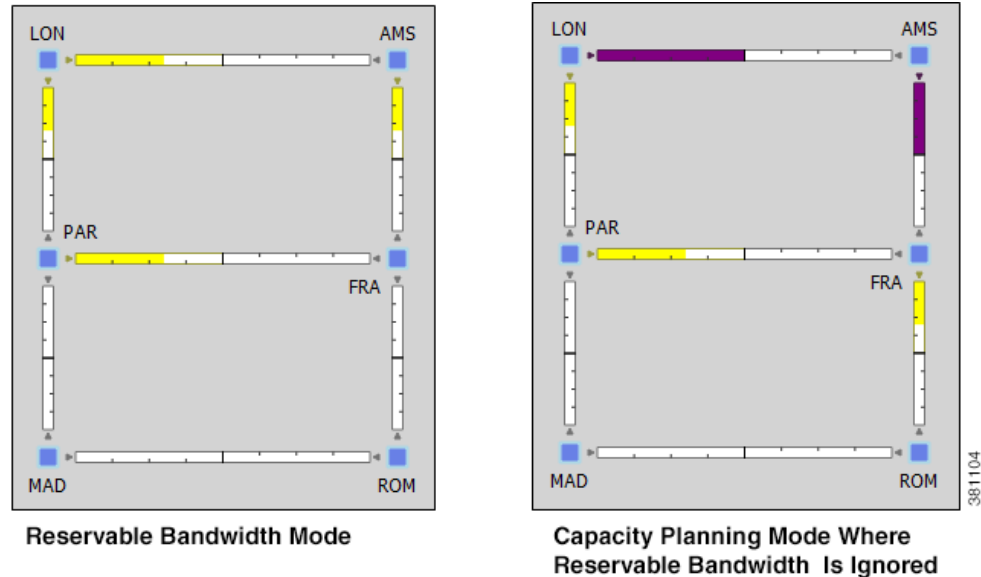 LON AMS
PAR
FRA
MAD ROM
Reservable Bandwidth Mode
LON AMS
PAR
FRA
MAD ROM
Capacity Planning Mode Where
Reservable Bandwidth Is Ignored
381104